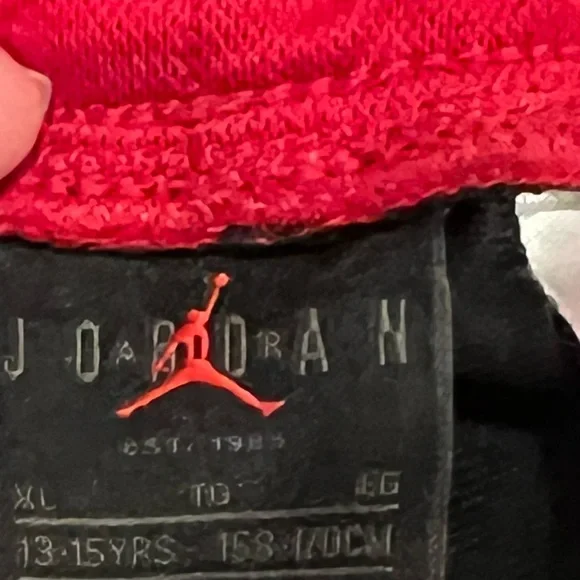 JORDAN
EST. 1985
XL TG EG
13-15YRS 158-170CM